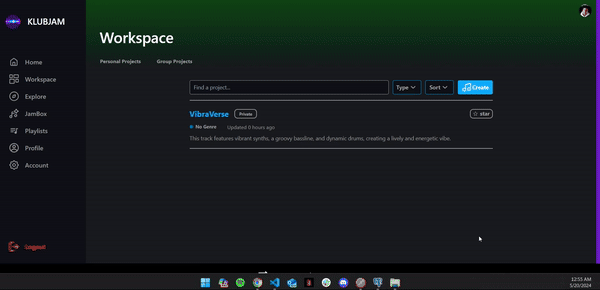 KLUBJAM
Home
Workspace
Explore
JamBox
Playlists
Profile
Account
Logout
Workspace
Personal Projects
Group Projects
Find a project...
Type
Sort
Create
VibraVerse
Private
star
No Genre
Updated 0 hours ago
This track features vibrant synths, a groovy bassline, and dynamic drums, creating a lively and energetic vibe.
12:55 AM
5/20/2024